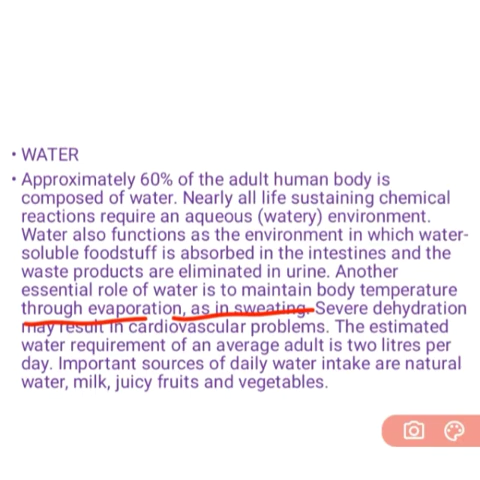 • WATER
• Approximately 60% of the adult human body is
composed of water. Nearly all life sustaining chemical
reactions require an aqueous (watery) environment.
Water also functions as the environment in which water-
soluble foodstuff is absorbed in the intestines and the
waste products are eliminated in urine. Another
essential role of water is to maintain body temperature
through evaporation, as in sweating. Severe dehydration
may result in cardiovascular problems. The estimated
water requirement of an average adult is two litres per
day. Important sources of daily water intake are natural
water, milk, juicy fruits and vegetables.